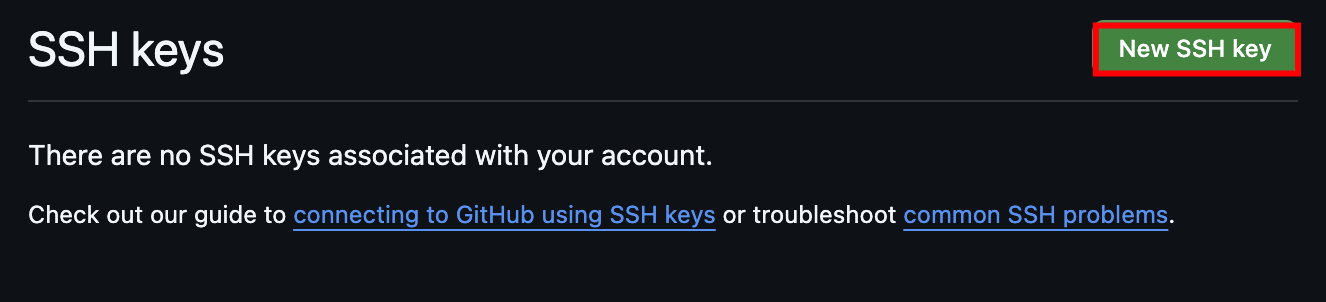 SSH keys
New SSH key
There are no SSH keys associated with your account.
Check out our guide to connecting to GitHub using SSH keys or troubleshoot common SSH problems.